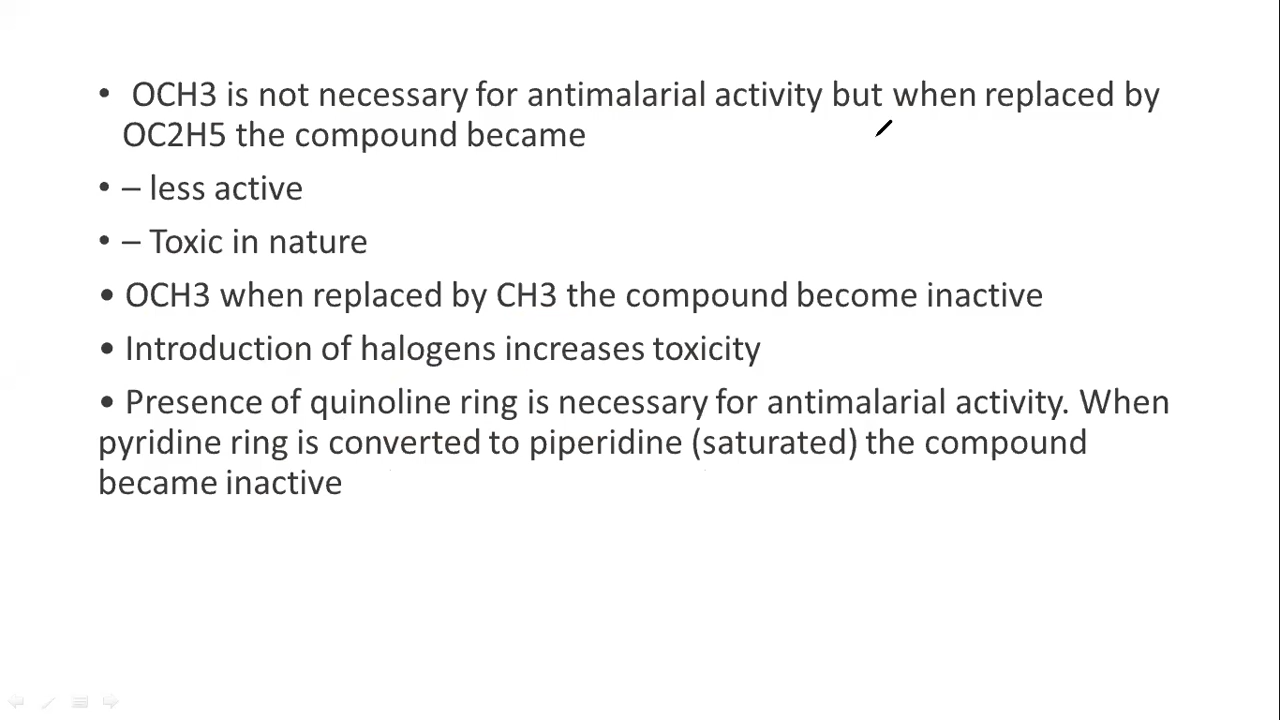 • OCH3 is not necessary for antimalarial activity but when replaced by
OC2H5 the compound became
• – less active
• – Toxic in nature
• OCH3 when replaced by CH3 the compound become inactive
• Introduction of halogens increases toxicity
• Presence of quinoline ring is necessary for antimalarial activity. When
pyridine ring is converted to piperidine (saturated) the compound
became inactive